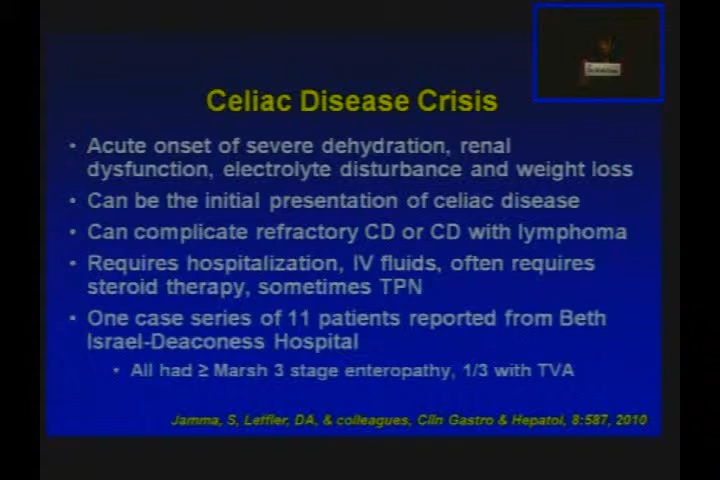 Celiac Disease Crisis
• Acute onset of severe dehydration, renal
dysfunction, electrolyte disturbance and weight loss
• Can be the initial presentation of celiac disease
• Can complicate refractory CD or CD with lymphoma
• Requires hospitalization, IV fluids, often requires
steroid therapy, sometimes TPN
• One case series of 11 patients reported from Beth
Israel-Deaconess Hospital
• All had ≥ Marsh 3 stage enteropathy, 1/3 with TVA
Jamma, S, Leffler, DA, & colleagues, Clin Gastro & Hepatol, 8:587, 2010